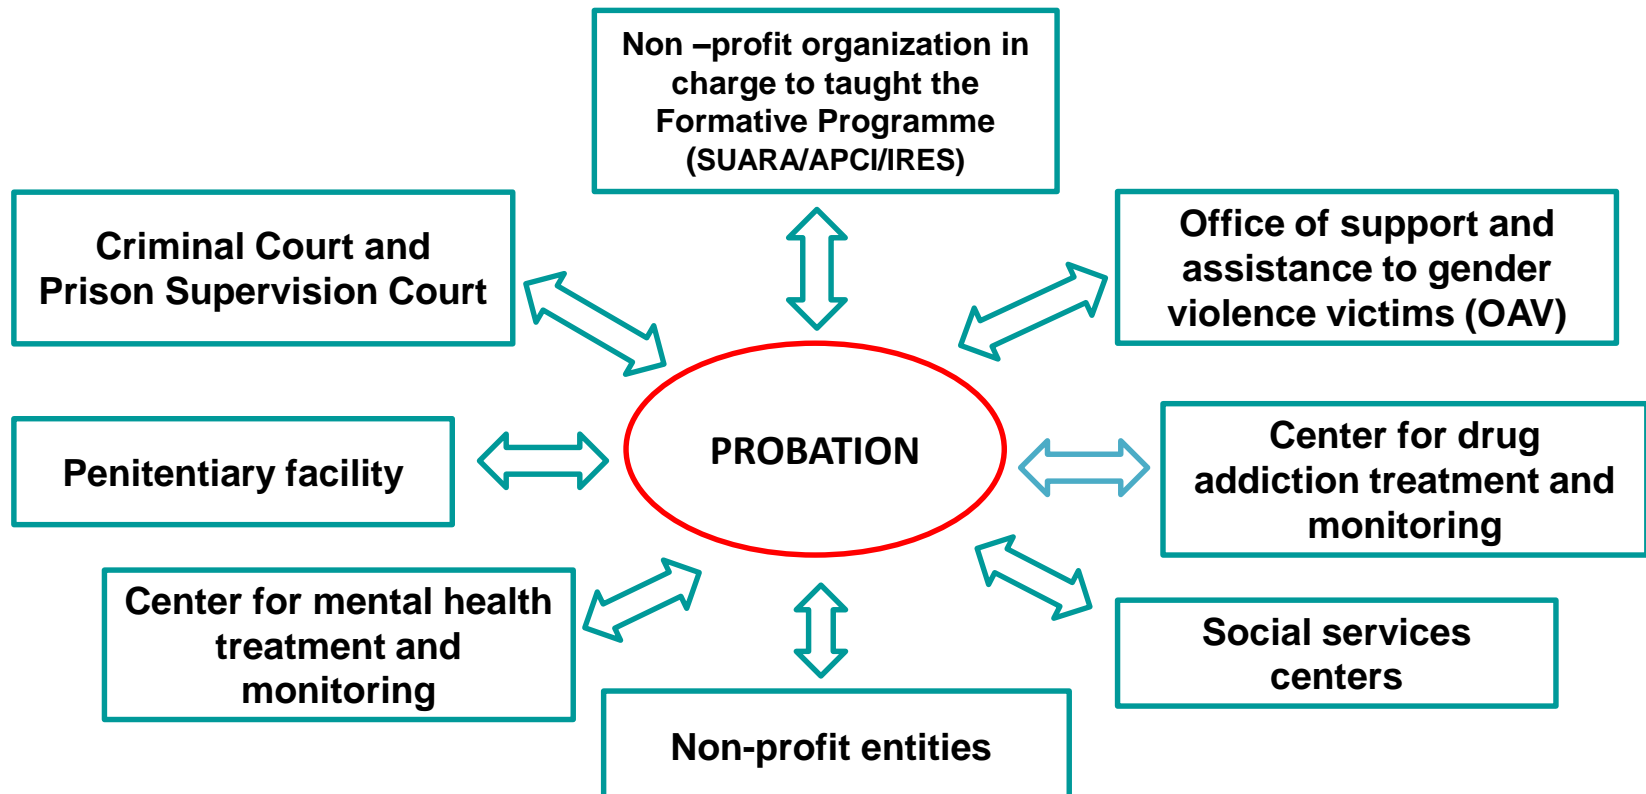 Non –profit organization in
charge to taught the
Formative Programme
(SUARA/APCI/IRES)
Criminal Court and
Prison Supervision Court
Office of support and
assistance to gender
violence victims (OAV)
Penitentiary facility
PROBATION
Center for drug
addiction treatment and
monitoring
Center for mental health
treatment and
monitoring
Social services
centers
Non-profit entities